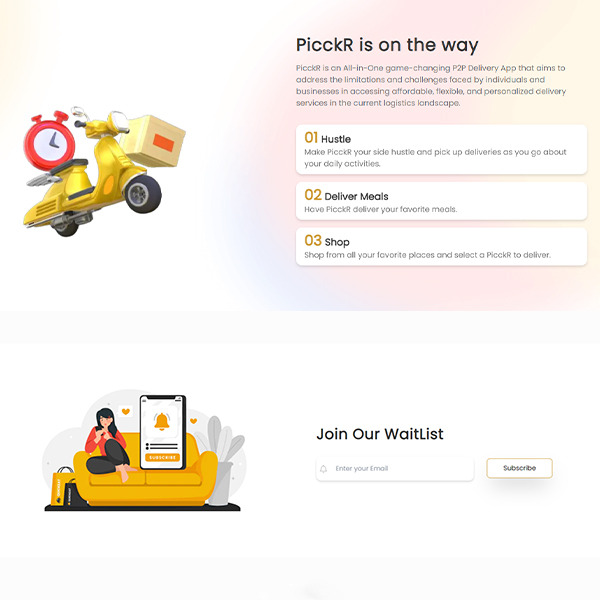 PicckR is on the way
PicckR is an All-in-One game-changing P2P Delivery App that aims to
address the limitations and challenges faced by individuals and
businesses in accessing affordable, flexible, and personalized delivery
services in the current logistics landscape.
01 Hustle
Make PicckR your side hustle and pick up deliveries as you go about
your daily activities.
02 Deliver Meals
Have PicckR deliver your favorite meals.
03 Shop
Shop from all your favorite places and select a PicckR to deliver.
SUBSCRIBE
Join Our WaitList
Enter your Email
Subscribe